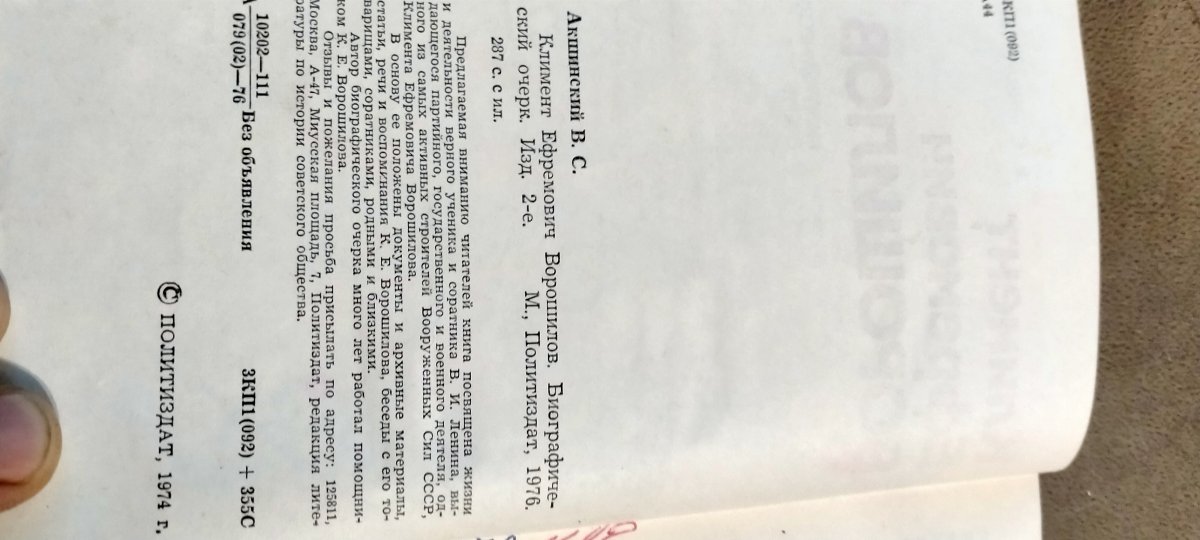 ЗКП1(092)
А44
Акшинский В. С.
Климент Ефремович Ворошилов. Биографиче-
ский очерк. Изд. 2-е. М., Политиздат, 1976.
287 с. с ил.
Предлагаемая вниманию читателей книга посвящена жизни
и деятельности верного ученика и соратника В. И. Ленина, вы-
дающегося партийного, государственного и военного деятеля, од-
ного из самых активных строителей Вооруженных Сил СССР,
Климента Ефремовича Ворошилова.
В основу ее положены документы и архивные материалы,
статьи, речи и воспоминания К. Е. Ворошилова, беседы с его то-
варищами, соратниками, родными и близкими.
Автор биографического очерка много лет работал помощни-
ком К. Е. Ворошилова.
Отзывы и пожелания просьба присылать по адресу: 125811,
Москва, А-47, Миусская площадь, 7, Политиздат, редакция лите-
ратуры по истории советского общества.
10202—111
079(02)—76
Без объявления
3КП1(092) + 355С
© ПОЛИТИЗДАТ, 1974 г.